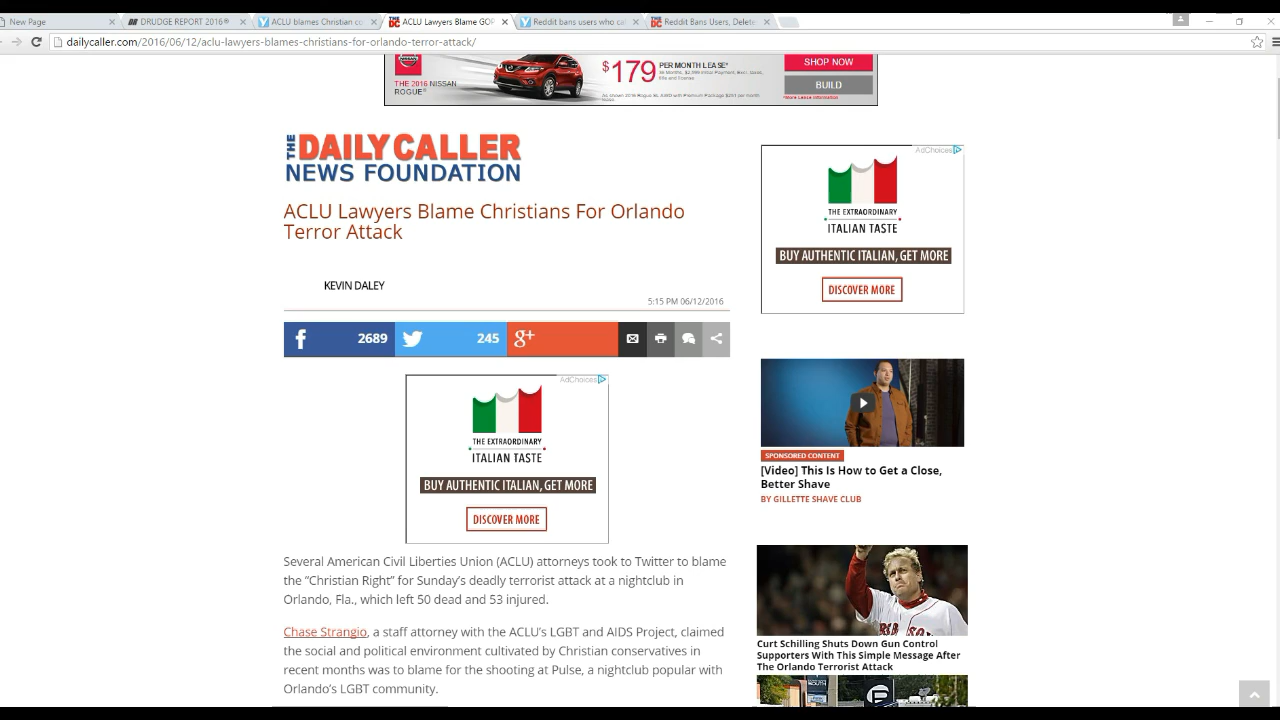 New Page
DRUDGE REPORT 2016®
ACLU blames Christian co
ACLU Lawyers Blame GOP
Reddit bans users who cal
Reddit Bans Users, Delete
dailycaller.com/2016/06/12/aclu-lawyers-blames-christians-for-orlando-terror-attack/
THE 2016 NISSAN
ROGUE®
$179
PER MONTH LEASE*
SHOP NOW
BUILD
THE DAILY CALLER
NEWS FOUNDATION
ACLU Lawyers Blame Christians For Orlando
Terror Attack
KEVIN DALEY
5:15 PM 06/12/2016
2689
245
g+
AdChoices
THE EXTRAORDINARY
ITALIAN TASTE
BUY AUTHENTIC ITALIAN, GET MORE
DISCOVER MORE
Several American Civil Liberties Union (ACLU) attorneys took to Twitter to blame
the “Christian Right” for Sunday’s deadly terrorist attack at a nightclub in
Orlando, Fla., which left 50 dead and 53 injured.
Chase Strangio, a staff attorney with the ACLU’s LGBT and AIDS Project, claimed
the social and political environment cultivated by Christian conservatives in
recent months was to blame for the shooting at Pulse, a nightclub popular with
Orlando’s LGBT community.
AdChoices
THE EXTRAORDINARY
ITALIAN TASTE
BUY AUTHENTIC ITALIAN, GET MORE
DISCOVER MORE
SPONSORED CONTENT
[Video] This Is How to Get a Close,
Better Shave
BY GILLETTE SHAVE CLUB
Curt Schilling Shuts Down Gun Control
Supporters With This Simple Message After
The Orlando Terrorist Attack